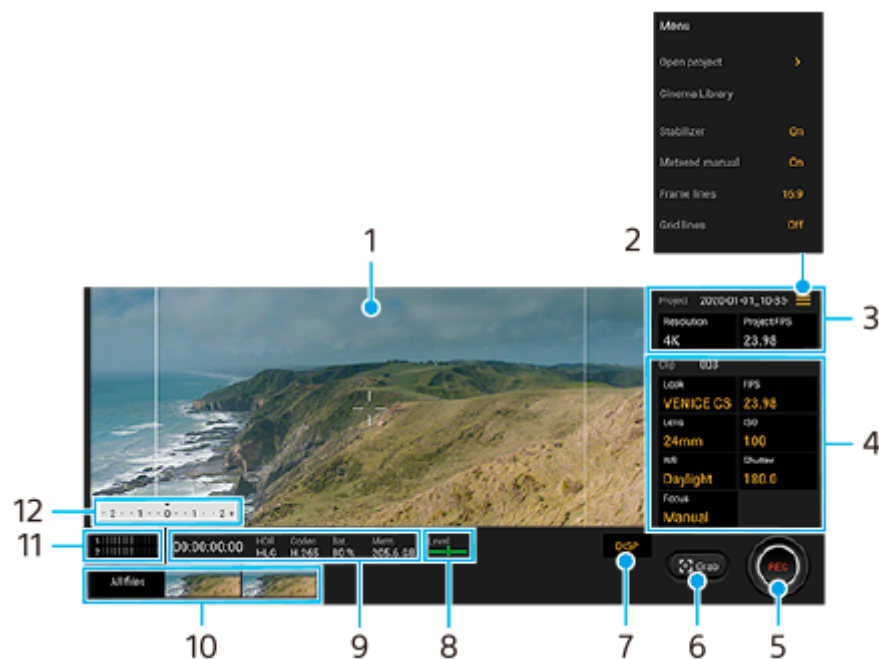 Menu
Open project >
Cinema Library
Stabilizer On
Metered manual On
Frame lines 16:9
Grid lines Off
1
2
3
4
5
6
7
8
9
10
11
12
Project 2020-01-01_10-33-
Resolution Project FPS
4K 23.98
Clip 003
Look FPS
VENICE CS 23.98
Lens ISO
24mm 100
WB Shutter
Daylight 180.0
Focus
Manual
- 2 · · 1 · · 0 · · 1 · · 2 +
00:00:00:00
HDR Codec Bat. Mem.
HLG H.265 80% 205.6 GB
Level
DISP
Grab
REC
All files